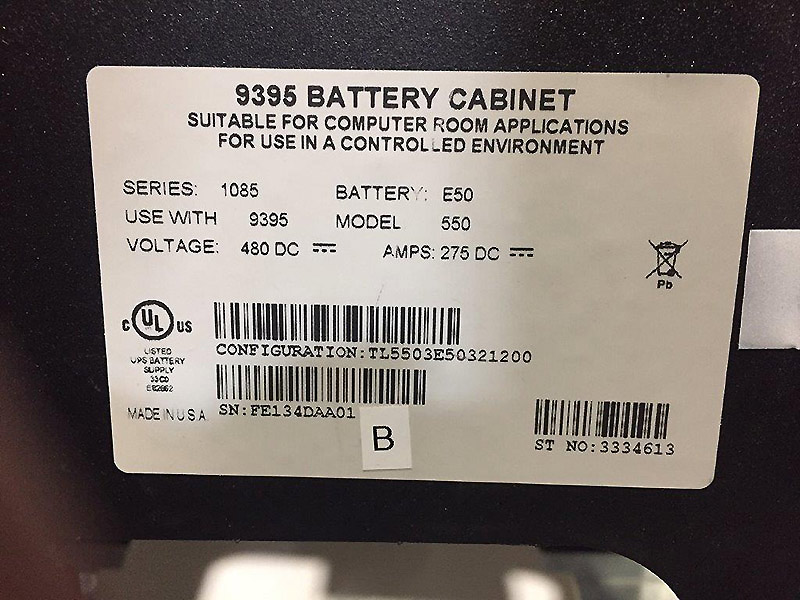 9395 BATTERY CABINET
SUITABLE FOR COMPUTER ROOM APPLICATIONS
FOR USE IN A CONTROLLED ENVIRONMENT
SERIES: 1085 BATTERY: E50
USE WITH 9395 MODEL 550
VOLTAGE: 480 DC AMPS: 275 DC
Pb
c UL US
LISTED
UPS BATTERY
SUPPLY
CONFIGURATION:TL5503E50321200
MADE IN U.S.A.
SN:FE134DAA01
B
ST NO:3334613